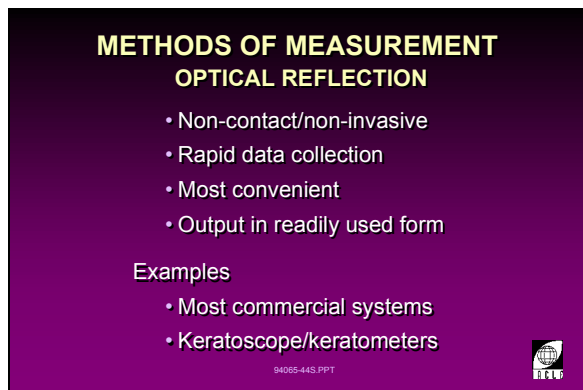 METHODS OF MEASUREMENT
OPTICAL REFLECTION
• Non-contact/non-invasive
• Rapid data collection
• Most convenient
• Output in readily used form
Examples
• Most commercial systems
• Keratoscope/keratometers
94065-44S.PPT
IACLE